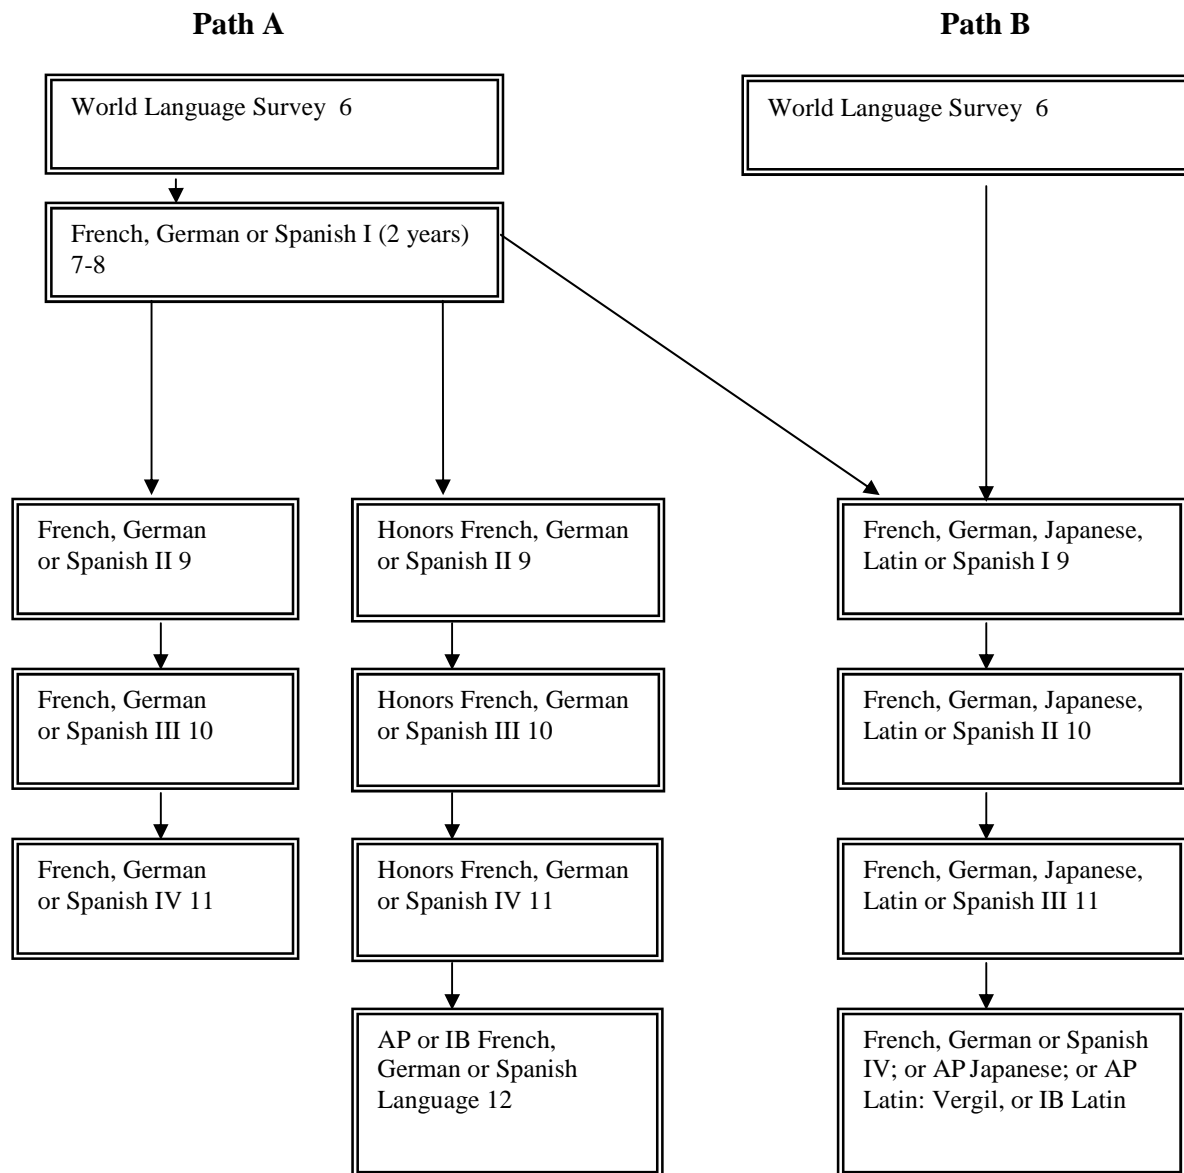 Path A
Path B
World Language Survey  6
World Language Survey  6
French, German or Spanish I (2 years)
7-8
French, German
or Spanish II 9
Honors French, German
or Spanish II 9
French, German, Japanese,
Latin or Spanish I 9
French, German
or Spanish III 10
Honors French, German
or Spanish III 10
French, German, Japanese,
Latin or Spanish II 10
French, German
or Spanish IV 11
Honors French, German
or Spanish IV 11
French, German, Japanese,
Latin or Spanish III 11
AP or IB French,
German or Spanish
Language 12
French, German or Spanish
IV; or AP Japanese; or AP
Latin: Vergil, or IB Latin